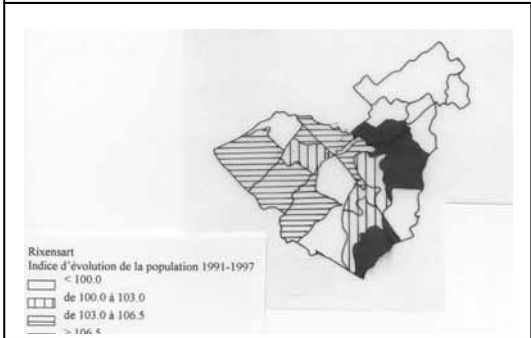 Rixensart
Indice d'évolution de la population 1991-1997
< 100.0
de 100.0 à 103.0
de 103.0 à 106.5
> 106.5